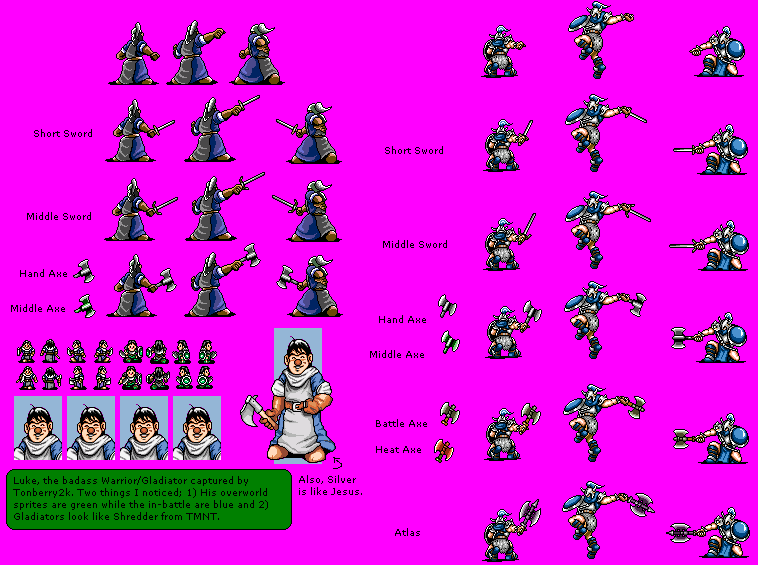 Short Sword
Middle Sword
Hand Axe
Middle Axe
Short Sword
Middle Sword
Hand Axe
Middle Axe
Battle Axe
Heat Axe
Atlas
Luke, the badass Warrior/Gladiator captured by
Tonberry2k. Two things I noticed; 1) His overworld
sprites are green while the in-battle are blue and 2)
Gladiators look like Shredder from TMNT.
Also, Silver
is like Jesus.